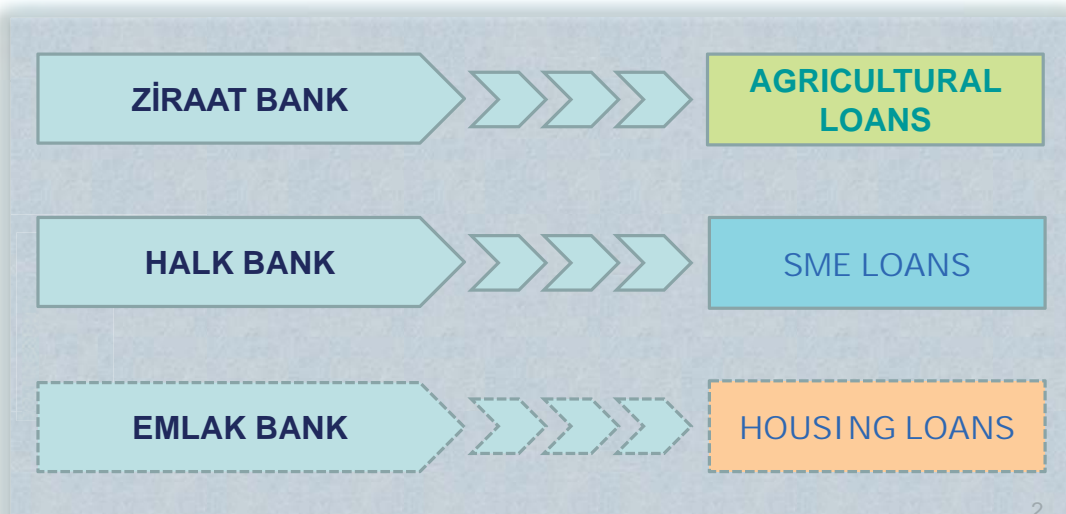 ZİRAAT BANK
AGRICULTURAL
LOANS
HALK BANK
SME LOANS
EMLAK BANK
HOUSING LOANS
2